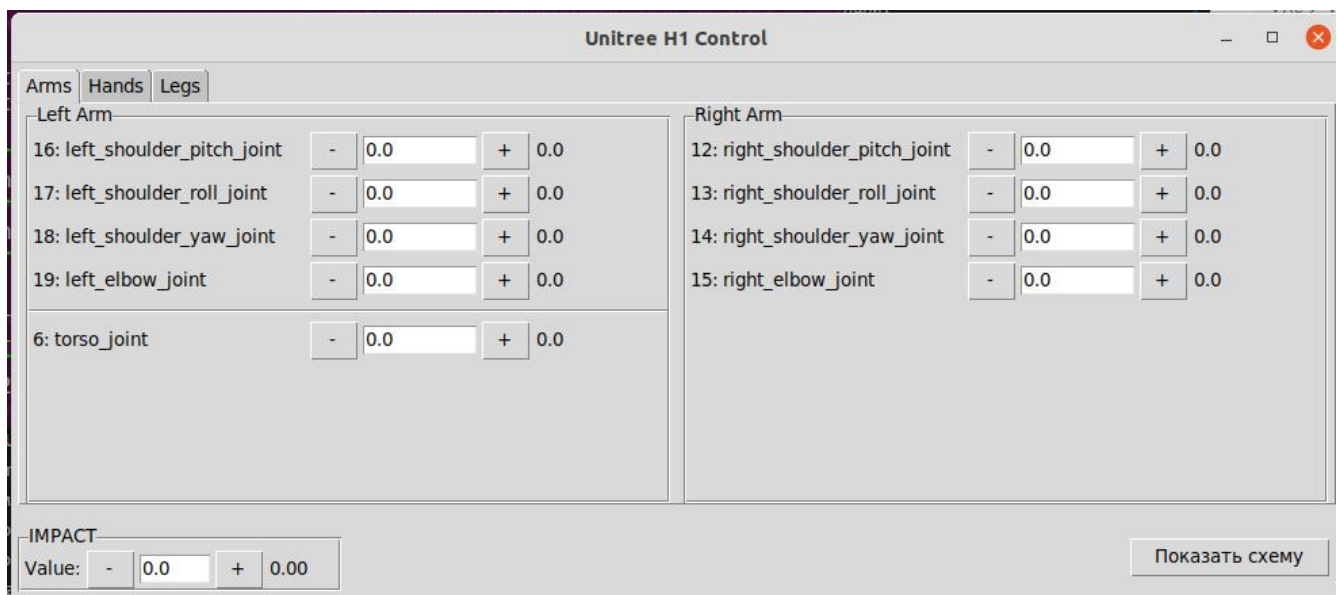 Unitree H1 Control
Arms Hands Legs
Left Arm
16: left_shoulder_pitch_joint - 0.0 + 0.0
17: left_shoulder_roll_joint - 0.0 + 0.0
18: left_shoulder_yaw_joint - 0.0 + 0.0
19: left_elbow_joint - 0.0 + 0.0
6: torso_joint - 0.0 + 0.0
Right Arm
12: right_shoulder_pitch_joint - 0.0 + 0.0
13: right_shoulder_roll_joint - 0.0 + 0.0
14: right_shoulder_yaw_joint - 0.0 + 0.0
15: right_elbow_joint - 0.0 + 0.0
IMPACT
Value: - 0.0 + 0.00
Показать схему